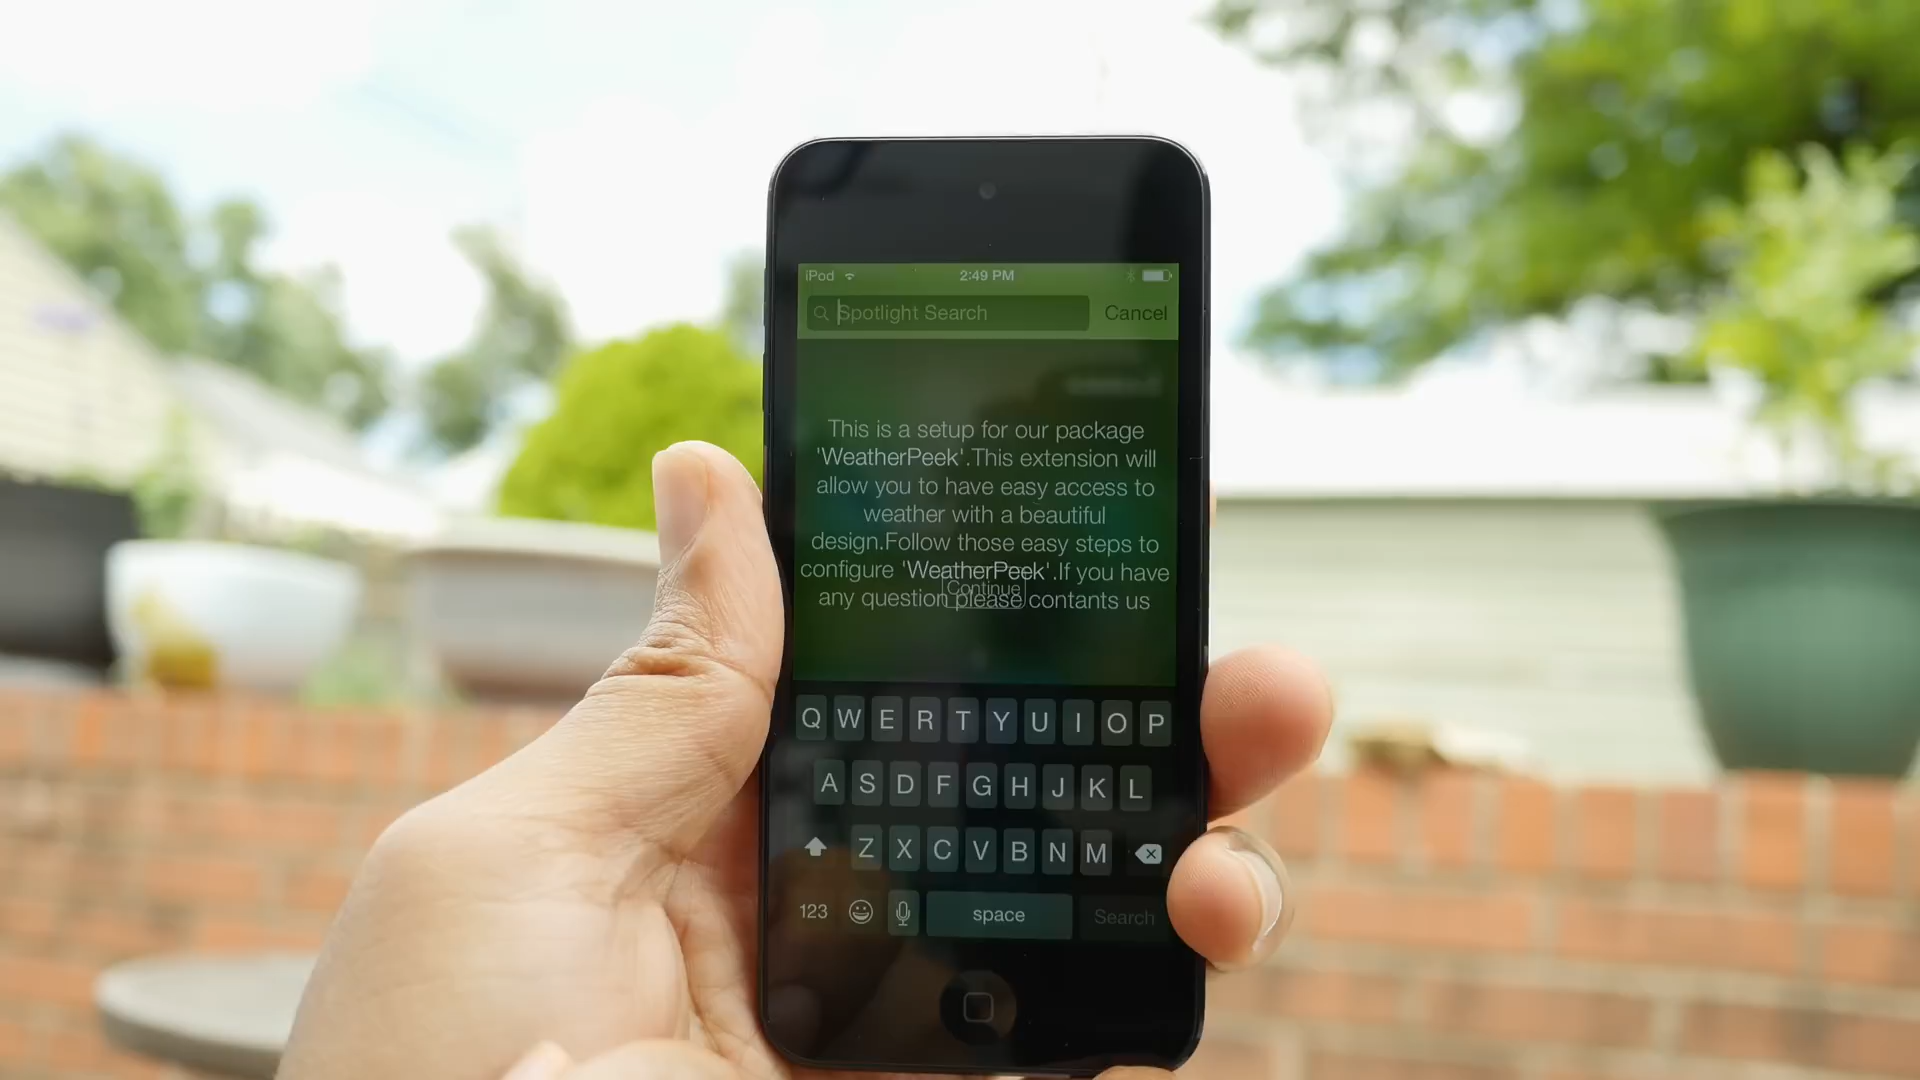 iPod 2:49 PM
Spotlight Search Cancel
This is a setup for our package
'WeatherPeek'.This extension will
allow you to have easy access to
weather with a beautiful
design.Follow those easy steps to
configure 'WeatherPeek'.If you have
Continue
any question please contants us
Q W E R T Y U I O P
A S D F G H J K L
Z X C V B N M
123 space Search